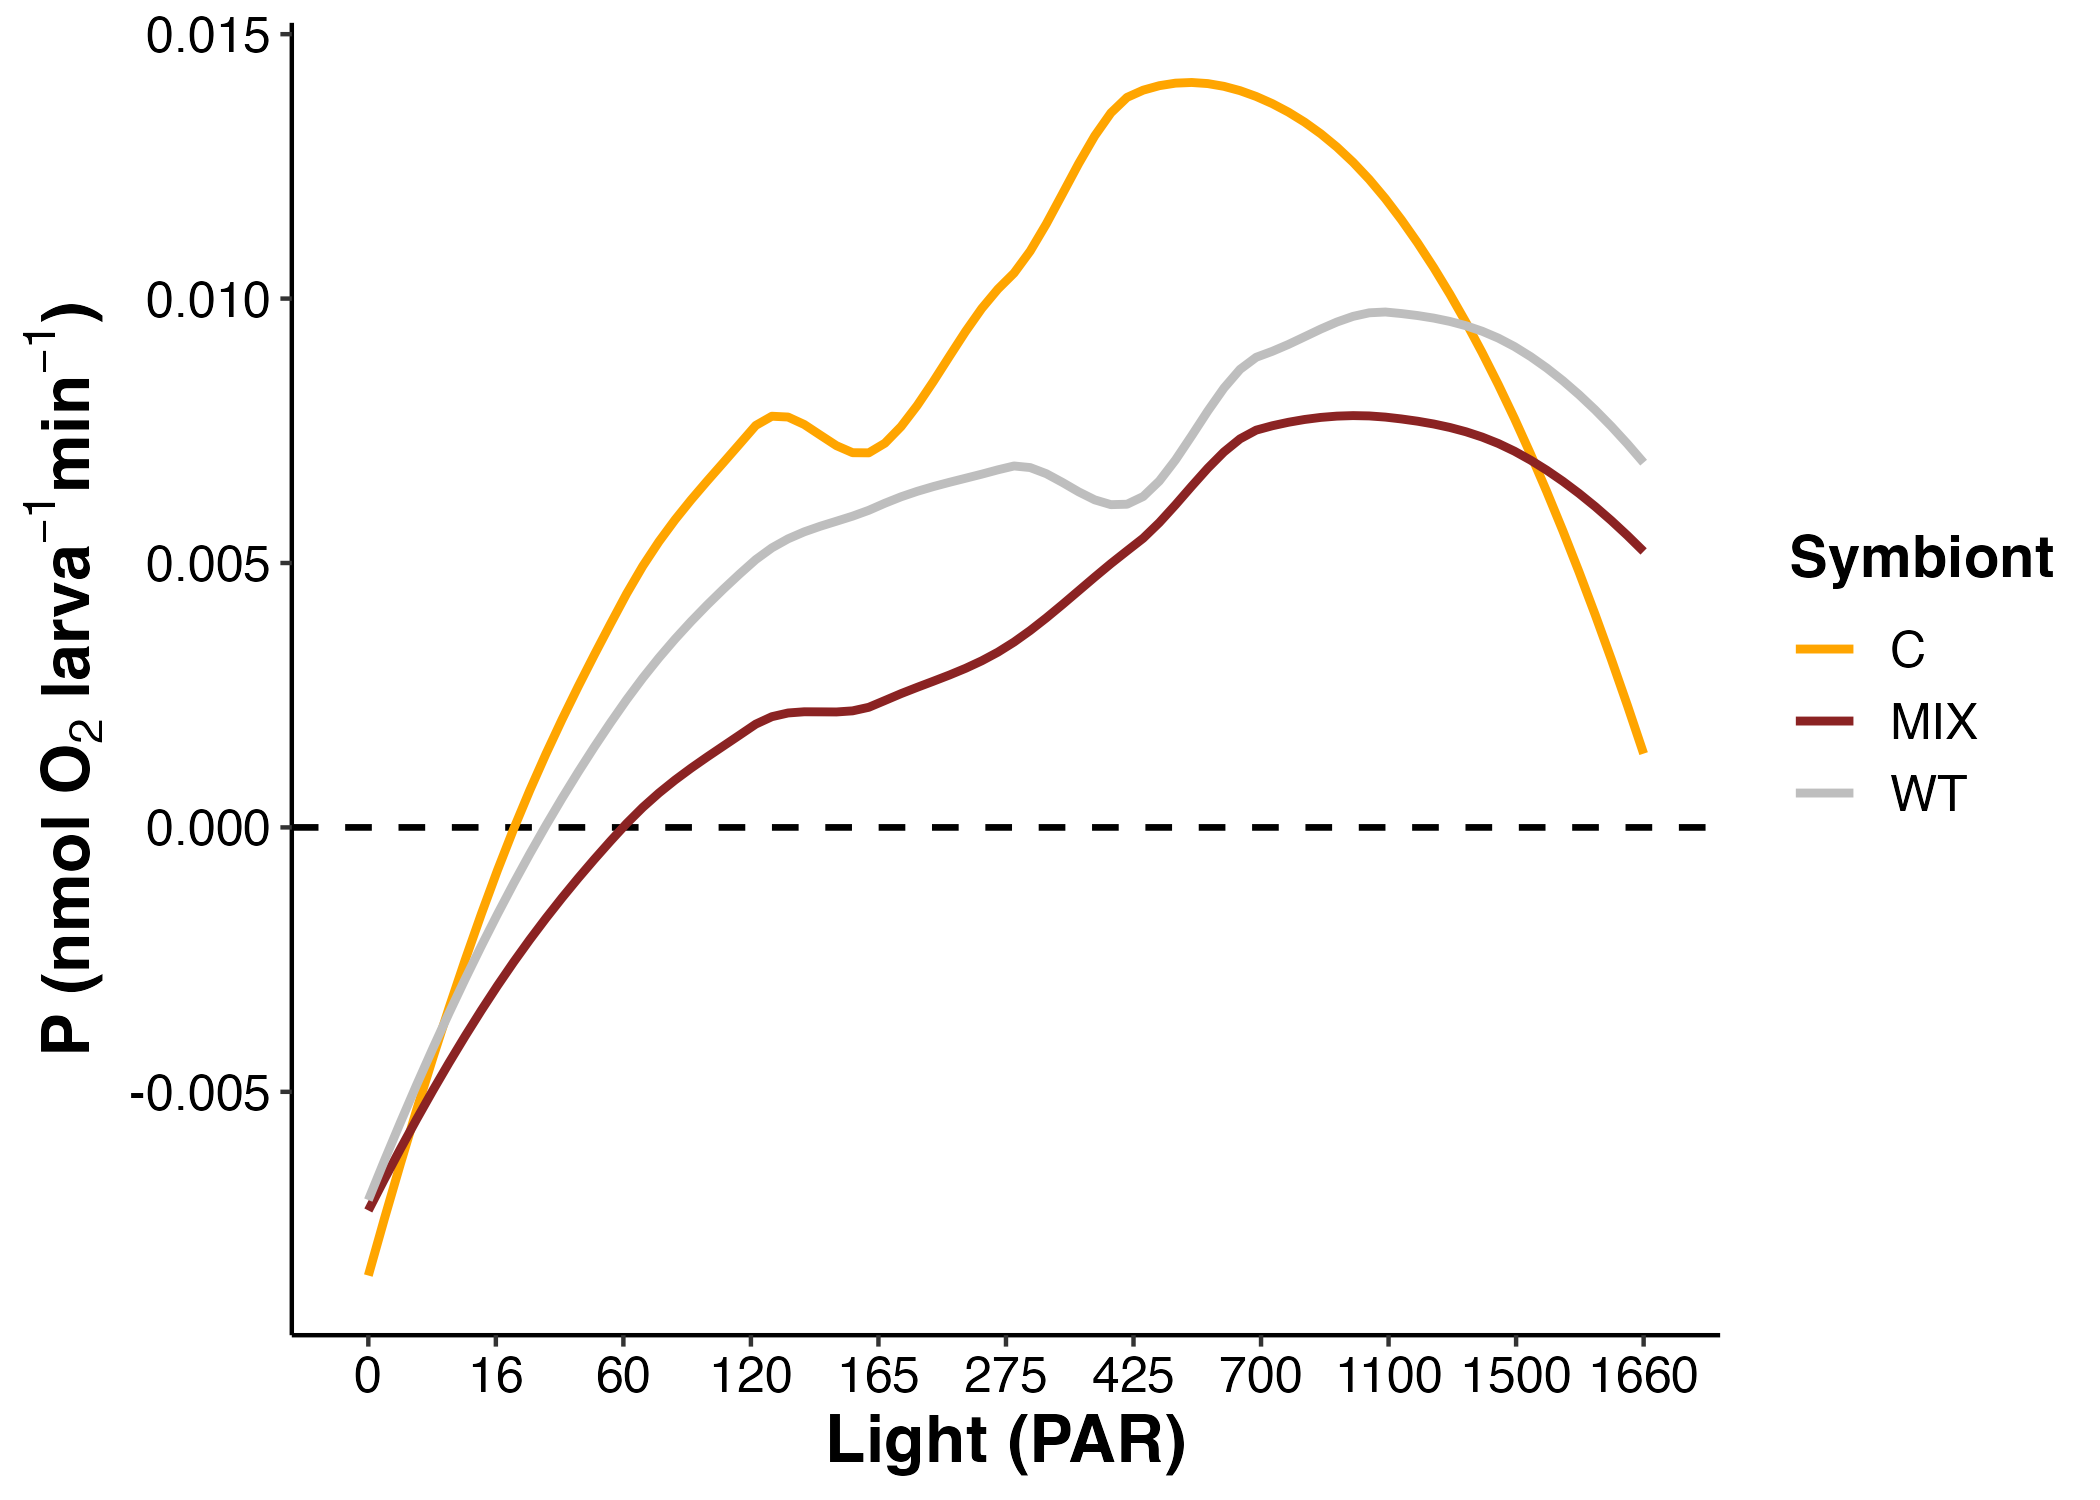 P (nmol O₂ larva⁻¹min⁻¹)
0.015
0.010
0.005
0.000
-0.005
0 16 60 120 165 275 425 700 1100 1500 1660
Light (PAR)
Symbiont
C
MIX
WT